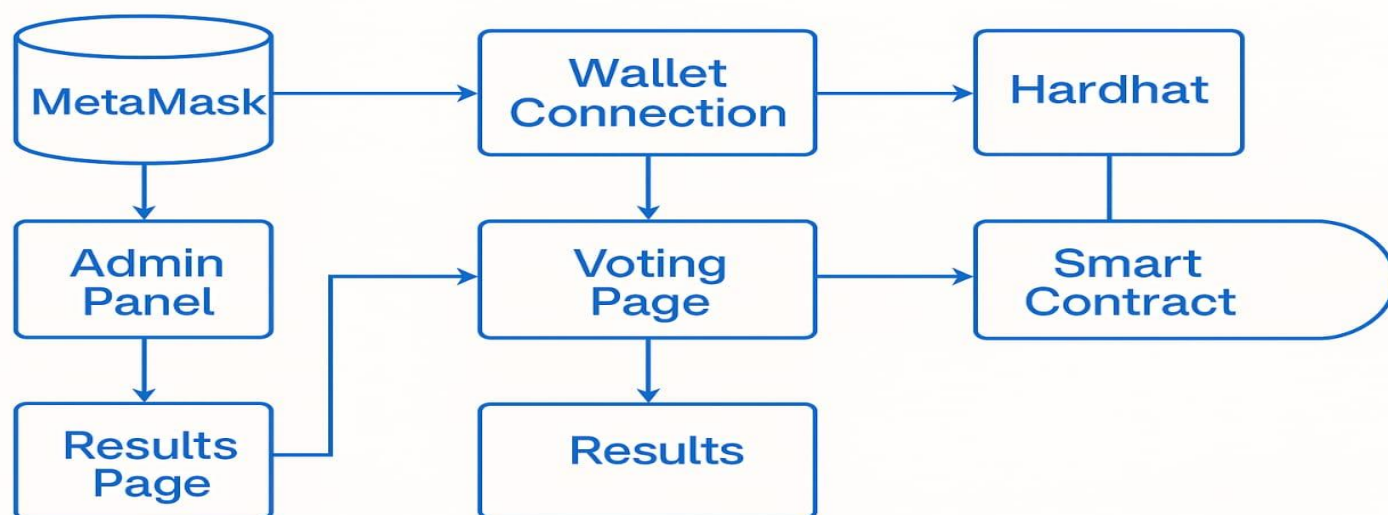 MetaMask
Wallet
Connection
Hardhat
Admin
Panel
Voting
Page
Smart
Contract
Results
Page
Results